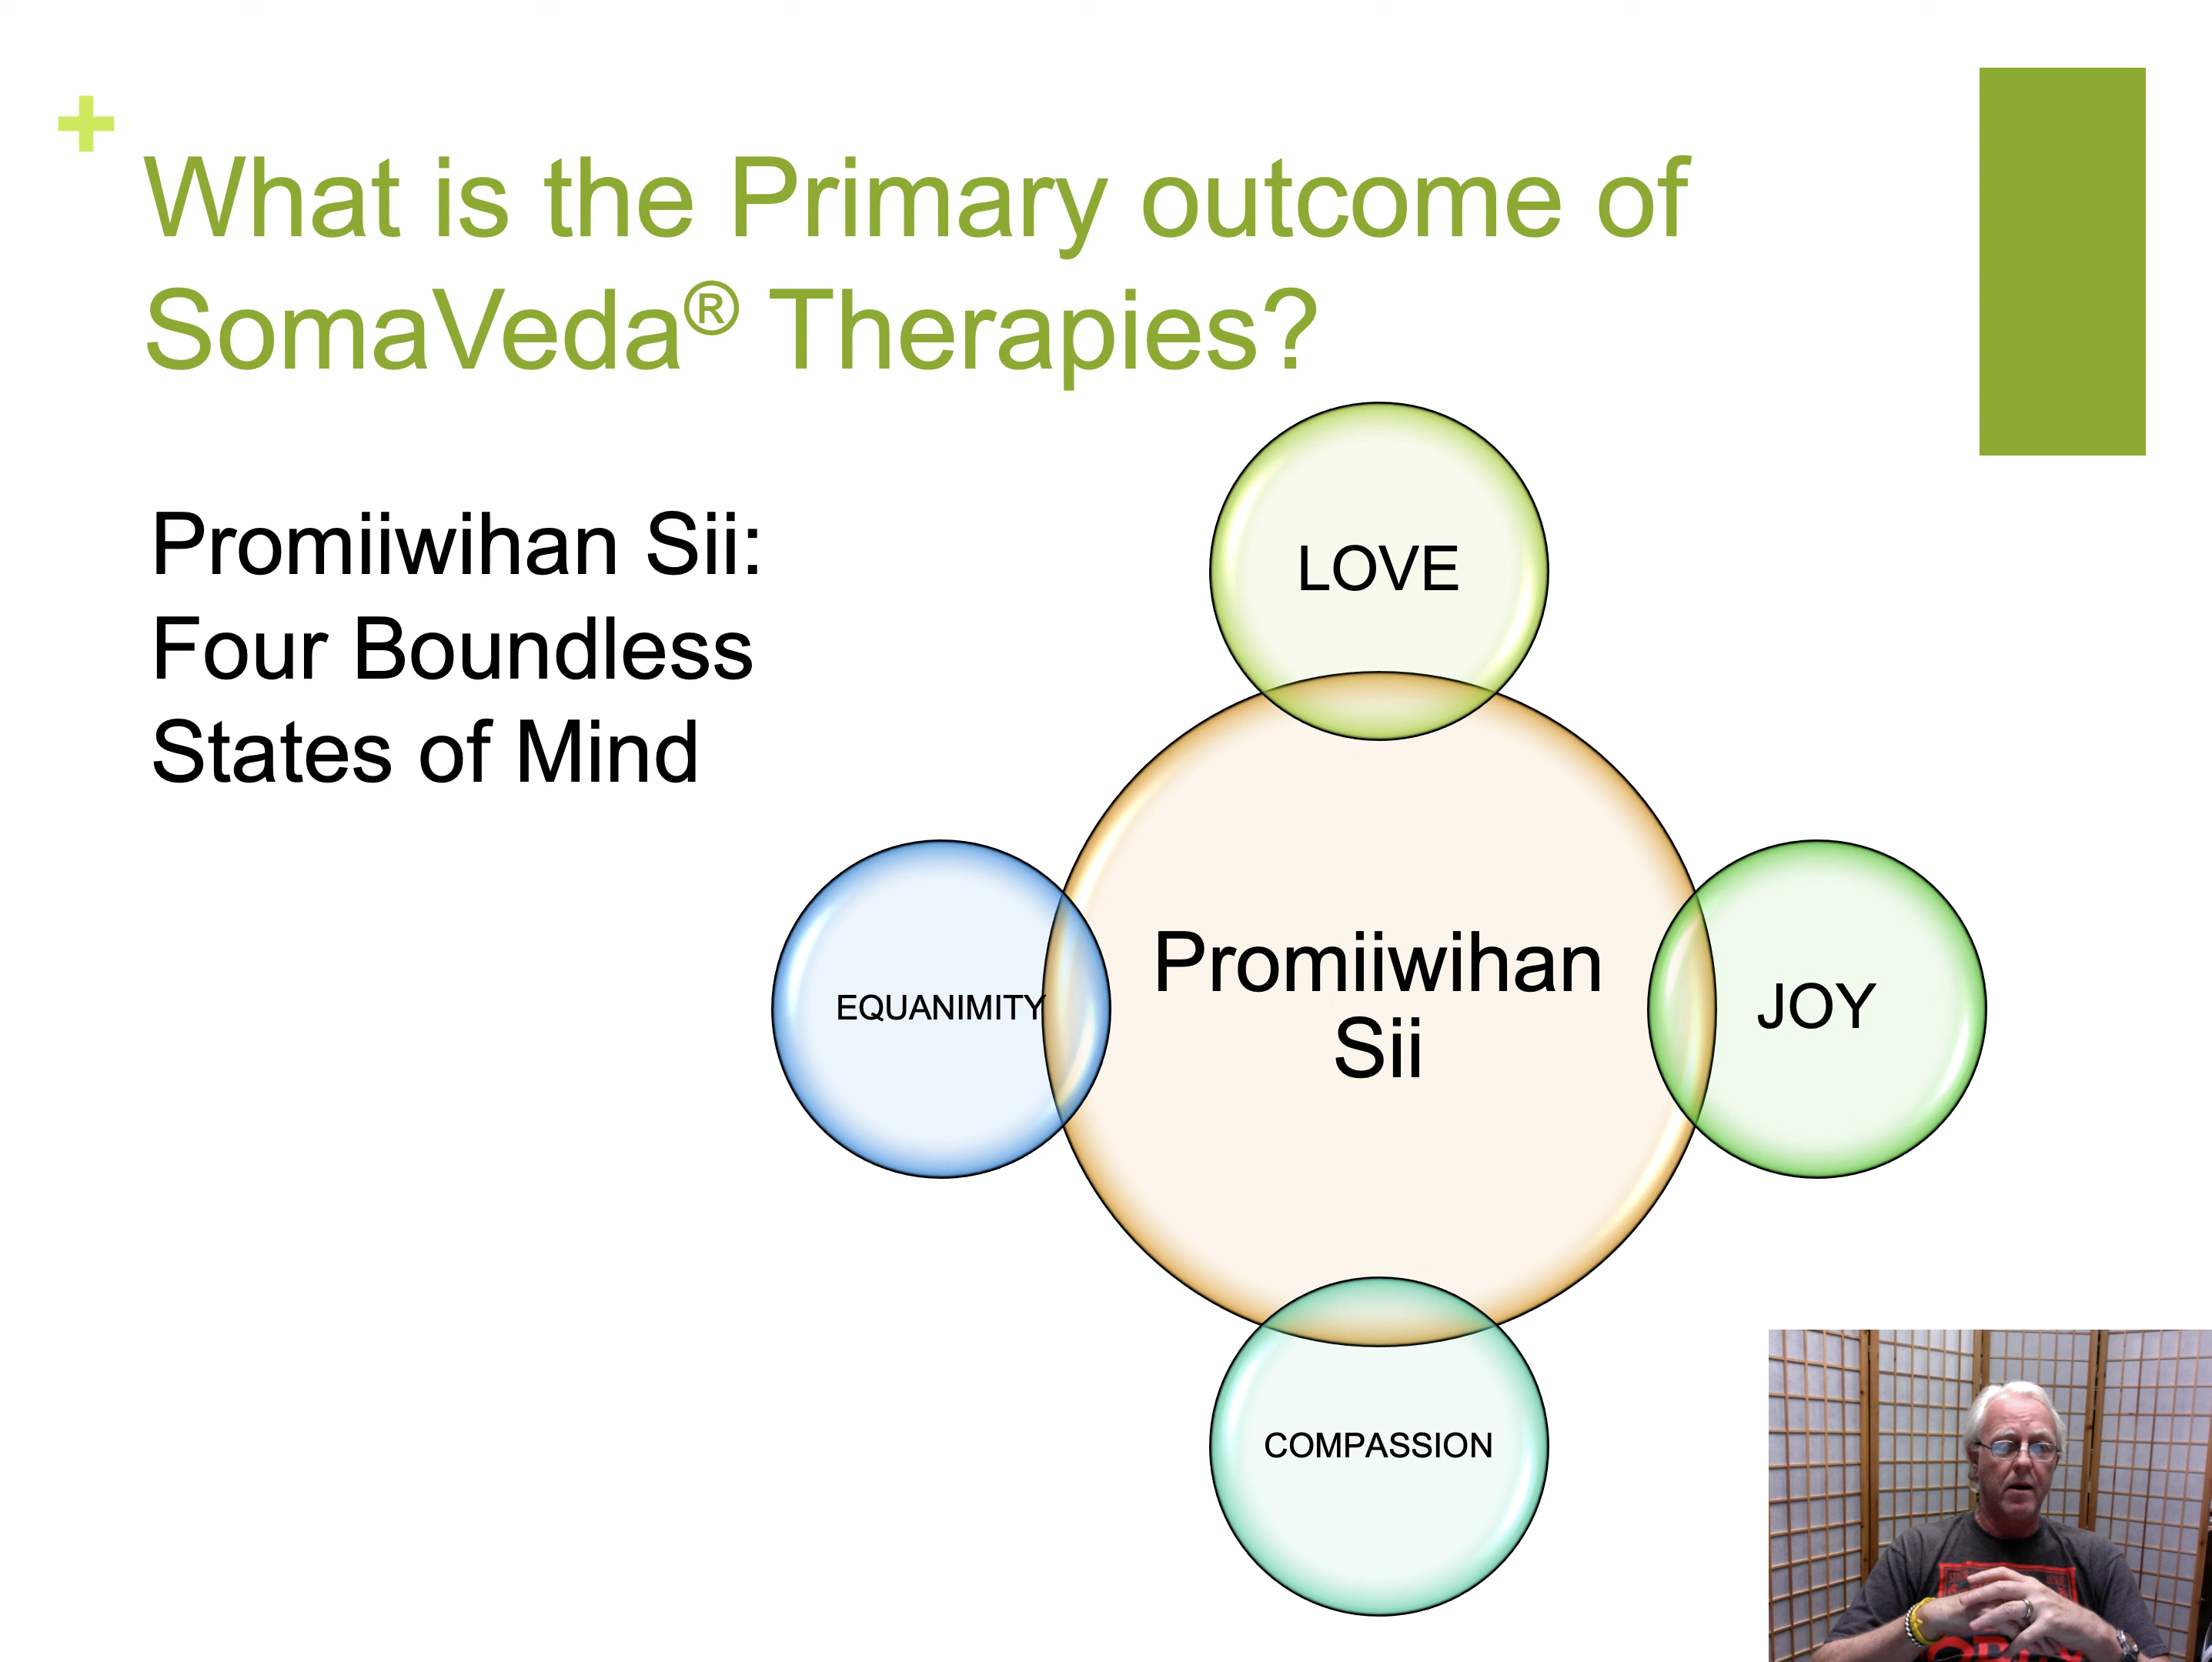 What is the Primary outcome of
SomaVeda® Therapies?
Promiiwihan Sii:
Four Boundless
States of Mind
LOVE
EQUANIMITY
Promiiwihan
Sii
JOY
COMPASSION